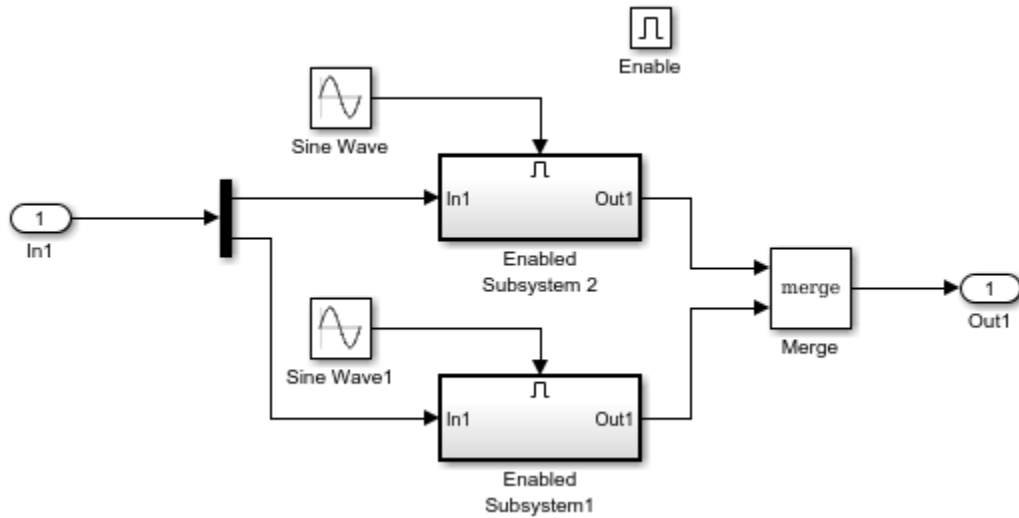 Enable
Sine Wave
In1
Out1
Enabled
Subsystem 2
1
In1
merge
Merge
1
Out1
Sine Wave1
In1
Out1
Enabled
Subsystem1